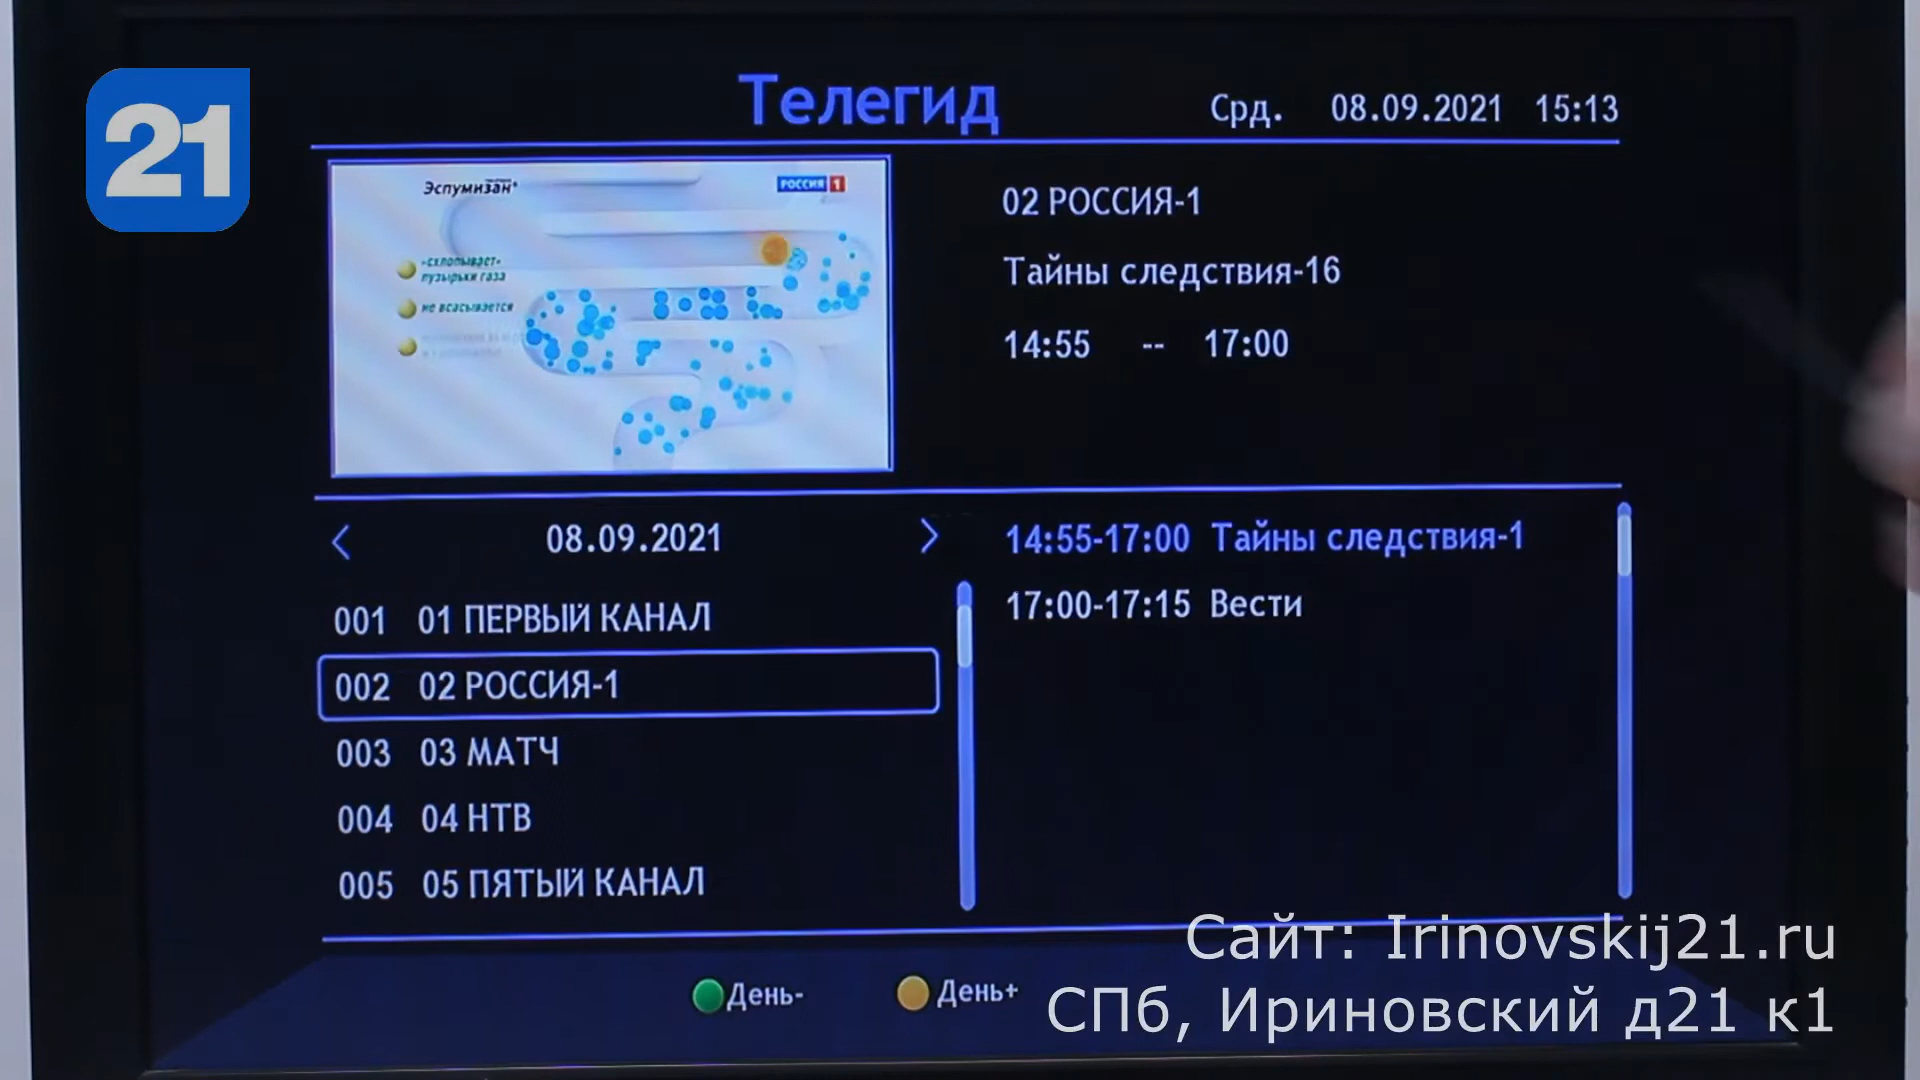 21
Телегид
Срд. 08.09.2021 15:13
Эспумизан®
РОССИЯ 1
«схлопывает»
пузырьки газа
не всасывается
02 РОССИЯ-1
Тайны следствия-16
14:55 -- 17:00
08.09.2021
001 01 ПЕРВЫЙ КАНАЛ
002 02 РОССИЯ-1
003 03 МАТЧ
004 04 НТВ
005 05 ПЯТЫЙ КАНАЛ
14:55-17:00 Тайны следствия-1
17:00-17:15 Вести
День-
День+
Сайт: Irinovskij21.ru
СПб, Ириновский д21 к1